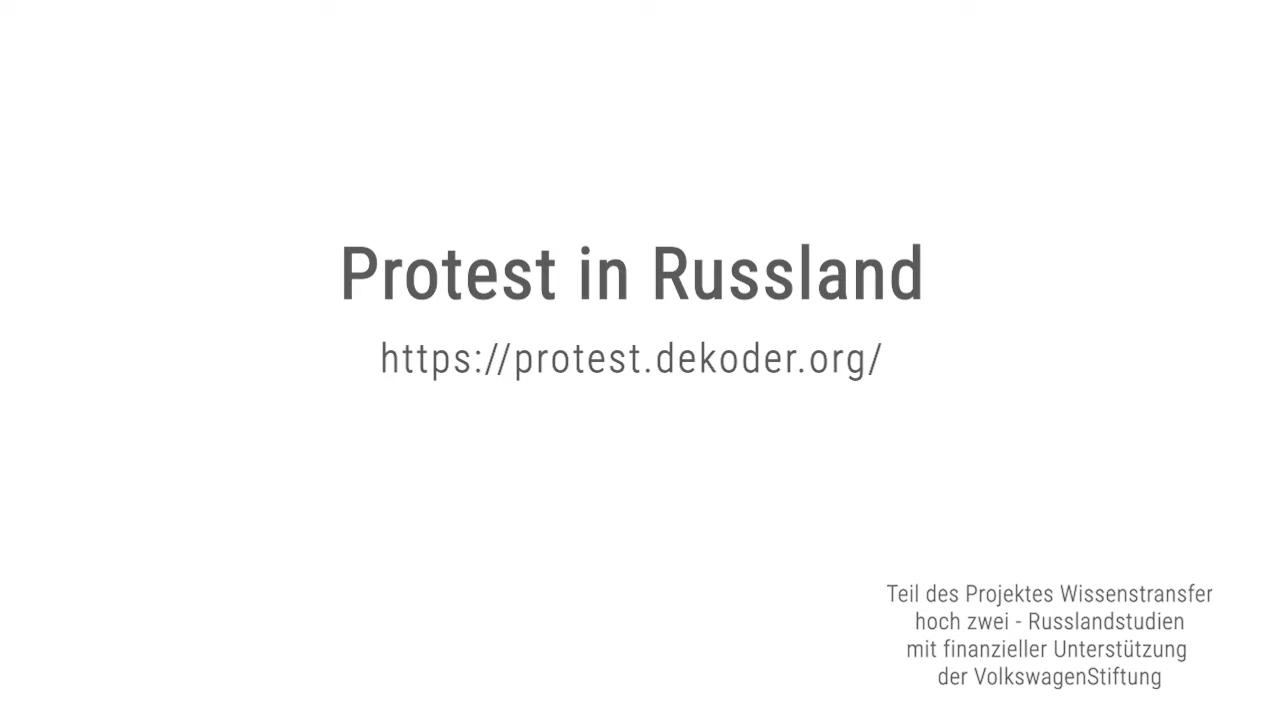 Protest in Russland
https://protest.dekoder.org/
Teil des Projektes Wissenstransfer
hoch zwei - Russlandstudien
mit finanzieller Unterstützung
der VolkswagenStiftung